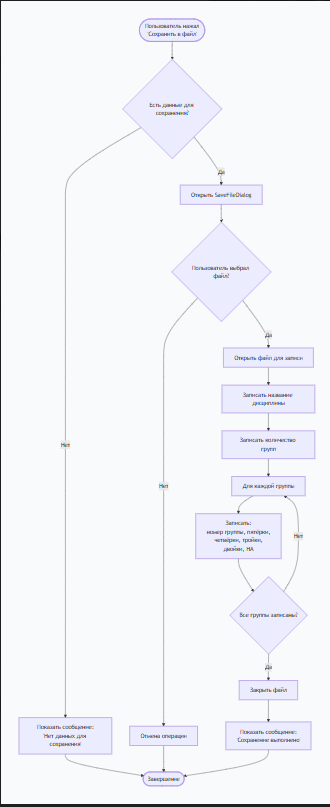 Пользователь нажал
'Сохранить в файл'
Есть данные для
сохранения?
Да
Открыть SaveFileDialog
Пользователь выбрал
файл?
Да
Открыть файл для записи
Записать название
дисциплины
Записать количество
групп
Нет
Для каждой группы
Нет
Записать:
номер группы, пятёрки,
четвёрки, тройки,
двойки, НА
Нет
Все группы записаны?
Да
Закрыть файл
Показать сообщение:
'Нет данных для
сохранения'
Отмена операции
Показать сообщение:
Сохранение выполнено
Завершение